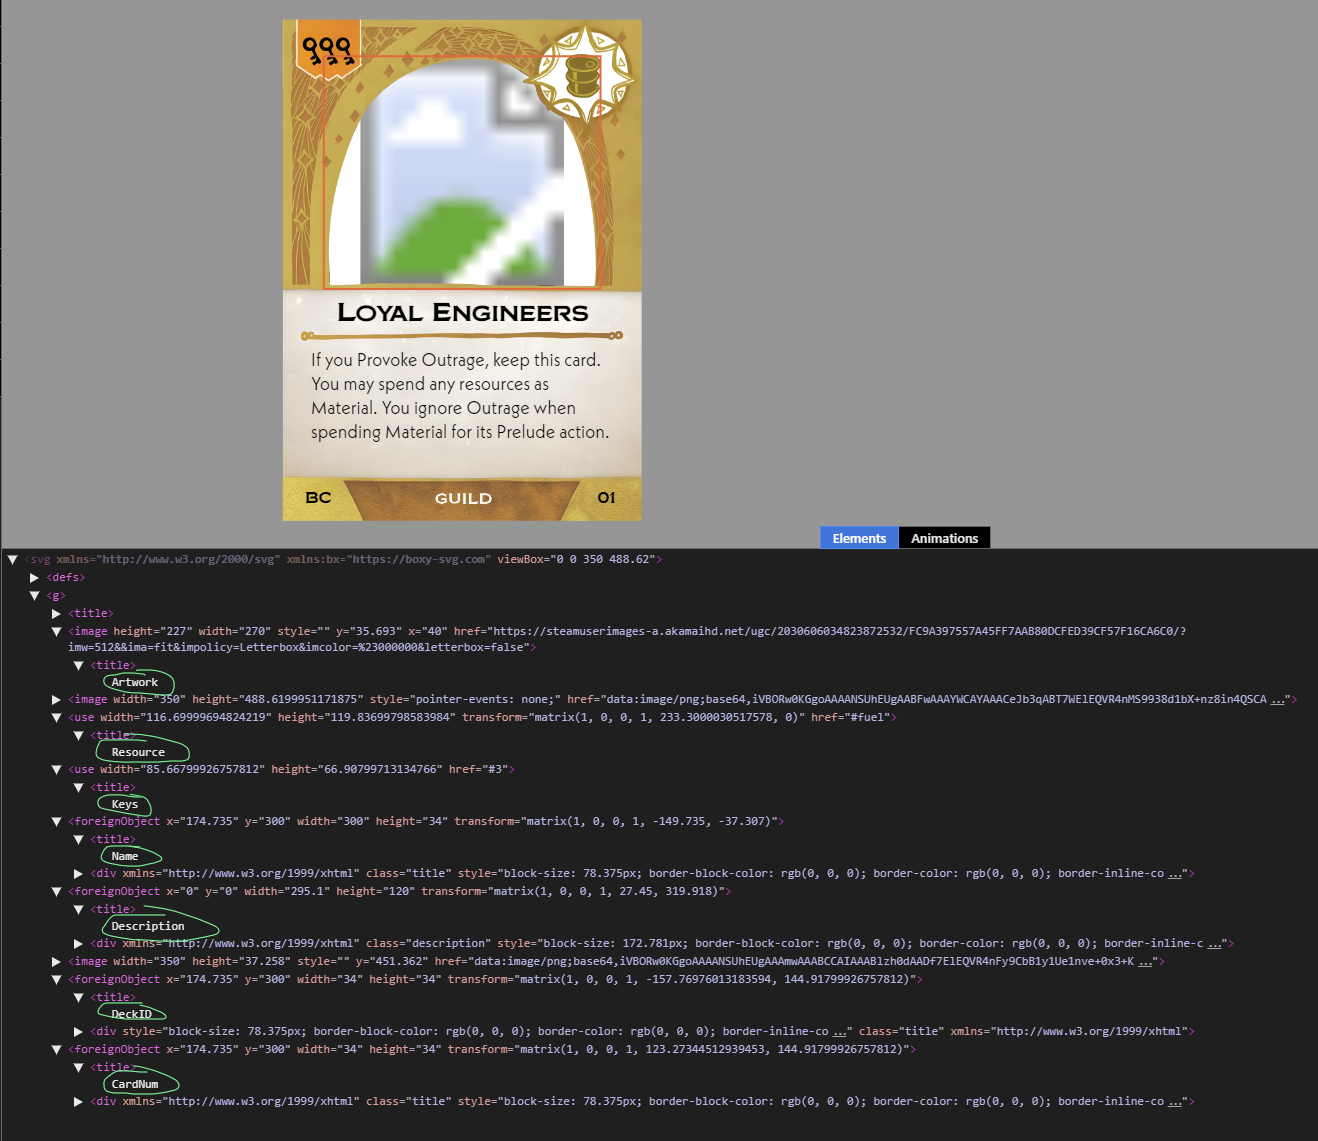 LOYAL ENGINEERS
If you Provoke Outrage, keep this card.
You may spend any resources as
Material. You ignore Outrage when
spending Material for its Prelude action.
BC GUILD 01
Elements Animations
<svg xmlns="http://www.w3.org/2000/svg" xmlns:bx="https://boxy-svg.com" viewBox="0 0 350 488.62">
<defs>
<g>
<title>
<image height="227" width="270" style="" y="35.693" x="40" href="https://steamuserimages-a.akamaihd.net/ugc/2030606034823872532/FC9A397557A45FF7AAB80DCFED39CF57F16CA6C0/?
imw=512&&ima=fit&impolicy=Letterbox&imcolor=%23000000&letterbox=false">
<title>
Artwork
<image width="350" height="488.6199951171875" style="pointer-events: none;" href="data:image/png;base64,iVBORw0KGgoAAAANSUhEUgAABFwAAAYWCAYAAACeJb3qABT7WElEQVR4nMS9938d1bX+nz8in4QSCA ...">
<use width="116.69999694824219" height="119.83699798583984" transform="matrix(1, 0, 0, 1, 233.3000030517578, 0)" href="#fuel">
<title>
Resource
<use width="85.66799926757812" height="66.90799713134766" href="#3">
<title>
Keys
<foreignObject x="174.735" y="300" width="300" height="34" transform="matrix(1, 0, 0, 1, -149.735, -37.307)">
<title>
Name
<div xmlns="http://www.w3.org/1999/xhtml" class="title" style="block-size: 78.375px; border-block-color: rgb(0, 0, 0); border-color: rgb(0, 0, 0); border-inline-co ...">
<foreignObject x="0" y="0" width="295.1" height="120" transform="matrix(1, 0, 0, 1, 27.45, 319.918)">
<title>
Description
<div xmlns="http://www.w3.org/1999/xhtml" class="description" style="block-size: 172.781px; border-block-color: rgb(0, 0, 0); border-color: rgb(0, 0, 0); border-inline-c ...">
<image width="350" height="37.258" style="" y="451.362" href="data:image/png;base64,iVBORw0KGgoAAAANSUhEUgAAAmwAAABCCAIAAABlzh0dAADf7ElEQVR4nFy9CbB1y1Ue1nve+0x3+K ...">
<foreignObject x="174.735" y="300" width="34" height="34" transform="matrix(1, 0, 0, 1, -157.76976013183594, 144.91799926757812)">
<title>
DeckID
<div style="block-size: 78.375px; border-block-color: rgb(0, 0, 0); border-color: rgb(0, 0, 0); border-inline-co ..." class="title" xmlns="http://www.w3.org/1999/xhtml">
<foreignObject x="174.735" y="300" width="34" height="34" transform="matrix(1, 0, 0, 1, 123.27344512939453, 144.91799926757812)">
<title>
CardNum
<div xmlns="http://www.w3.org/1999/xhtml" class="title" style="block-size: 78.375px; border-block-color: rgb(0, 0, 0); border-color: rgb(0, 0, 0); border-inline-co ...">